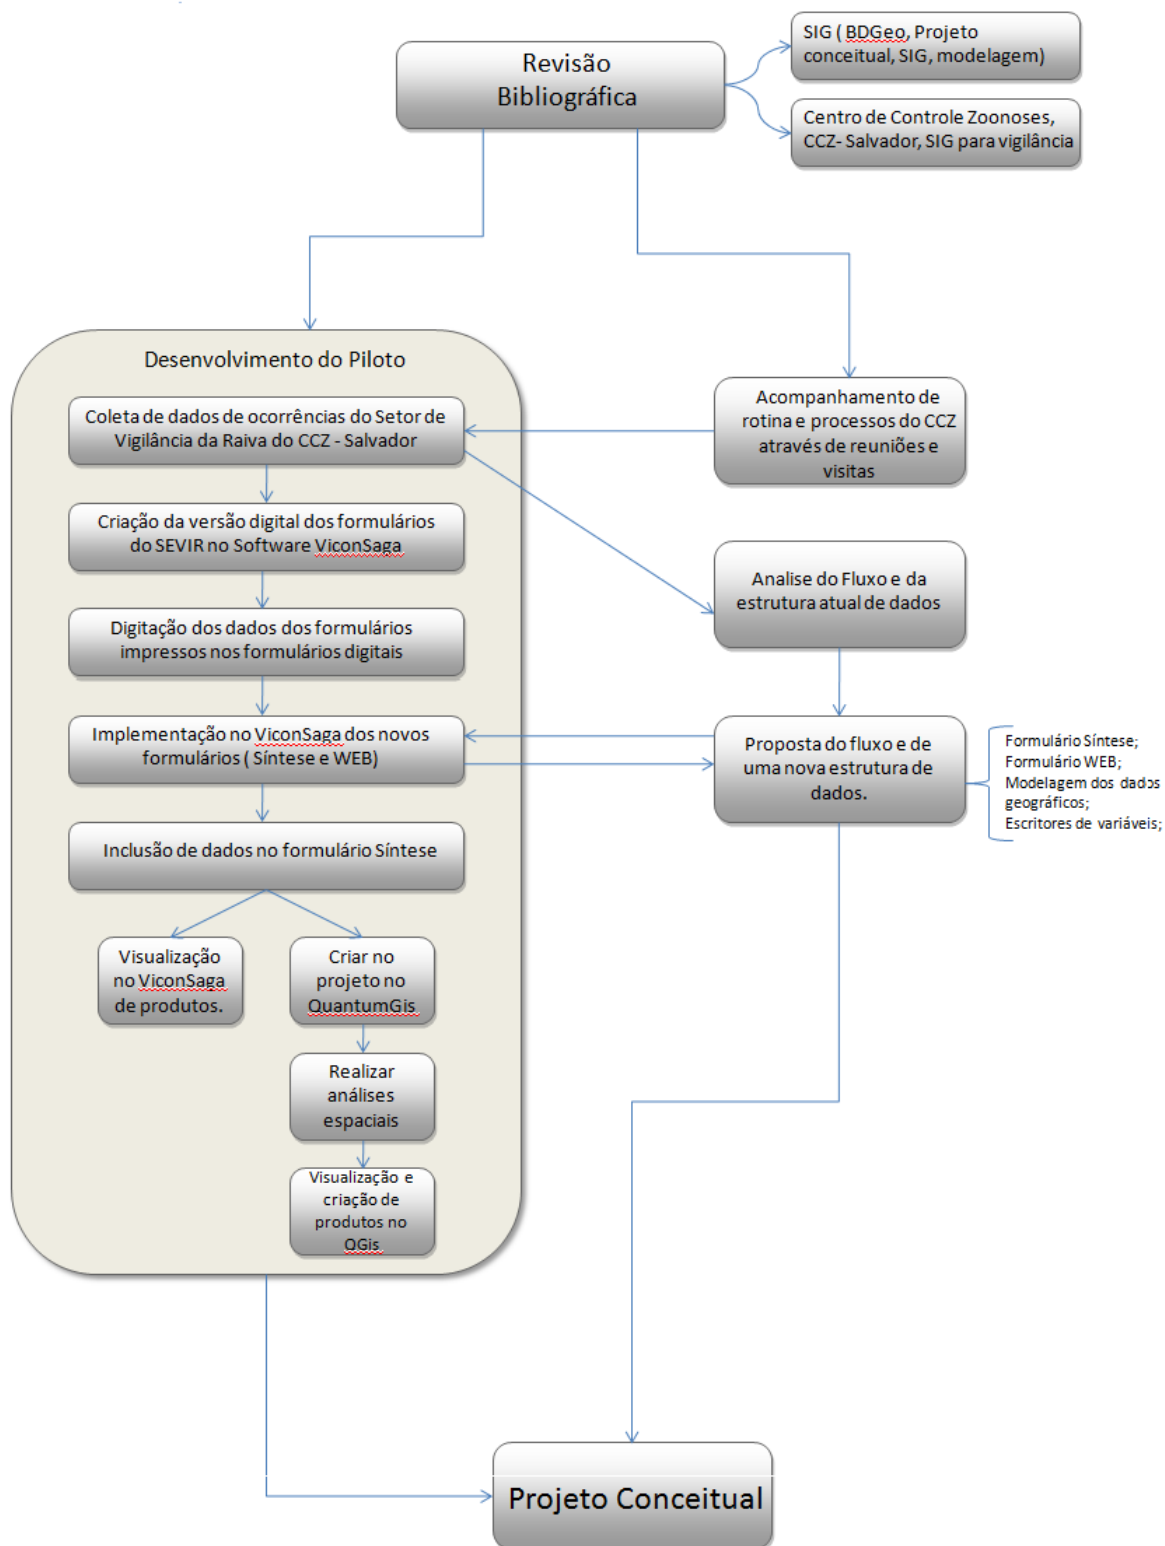 Revisão
Bibliográfica
SIG ( BDGeo, Projeto
conceitual, SIG, modelagem)
Centro de Controle Zoonoses,
CCZ- Salvador, SIG para vigilância
Desenvolvimento do Piloto
Coleta de dados de ocorrências do Setor de
Vigilância da Raiva do CCZ - Salvador
Acompanhamento de
rotina e processos do CCZ
através de reuniões e
visitas
Criação da versão digital dos formulários
do SEVIR no Software ViconSaga
Analise do Fluxo e da
estrutura atual de dados
Digitação dos dados dos formulários
impressos nos formulários digitais
Implementação no ViconSaga dos novos
formulários ( Síntese e WEB)
Proposta do fluxo e de
uma nova estrutura de
dados.
Formulário Síntese;
Formulário WEB;
Modelagem dos dados
geográficos;
Escritores de variáveis;
Inclusão de dados no formulário Síntese
Visualização
no ViconSaga
de produtos.
Criar no
projeto no
QuantumGis
Realizar
análises
espaciais
Visualização e
criação de
produtos no
QGis
Projeto Conceitual